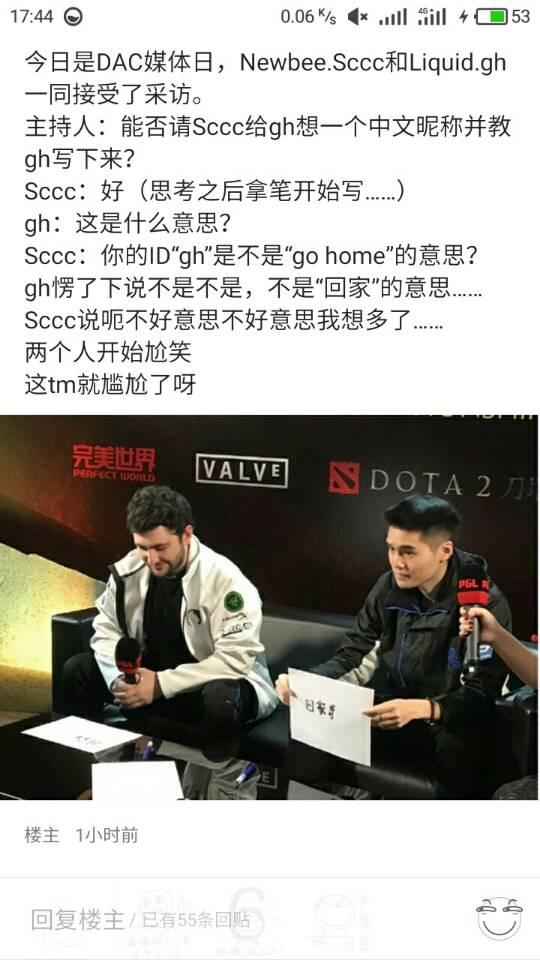 17:44
0.06 K/s
4G
53
今日是DAC媒体日，Newbee.Sccc和Liquid.gh
一同接受了采访。
主持人：能否请Sccc给gh想一个中文昵称并教
gh写下来？
Sccc：好（思考之后拿笔开始写……）
gh：这是什么意思？
Sccc：你的ID“gh”是不是“go home”的意思？
gh愣了下说不是不是，不是“回家”的意思……
Sccc说呃不好意思不好意思我想多了……
两个人开始尬笑
这tm就尴尬了呀
完美世界
PERFECT WORLD
VALVE
DOTA 2 刀塔
PGL
回家哥
VE
楼主 1小时前
回复楼主 / 已有55条回贴
6